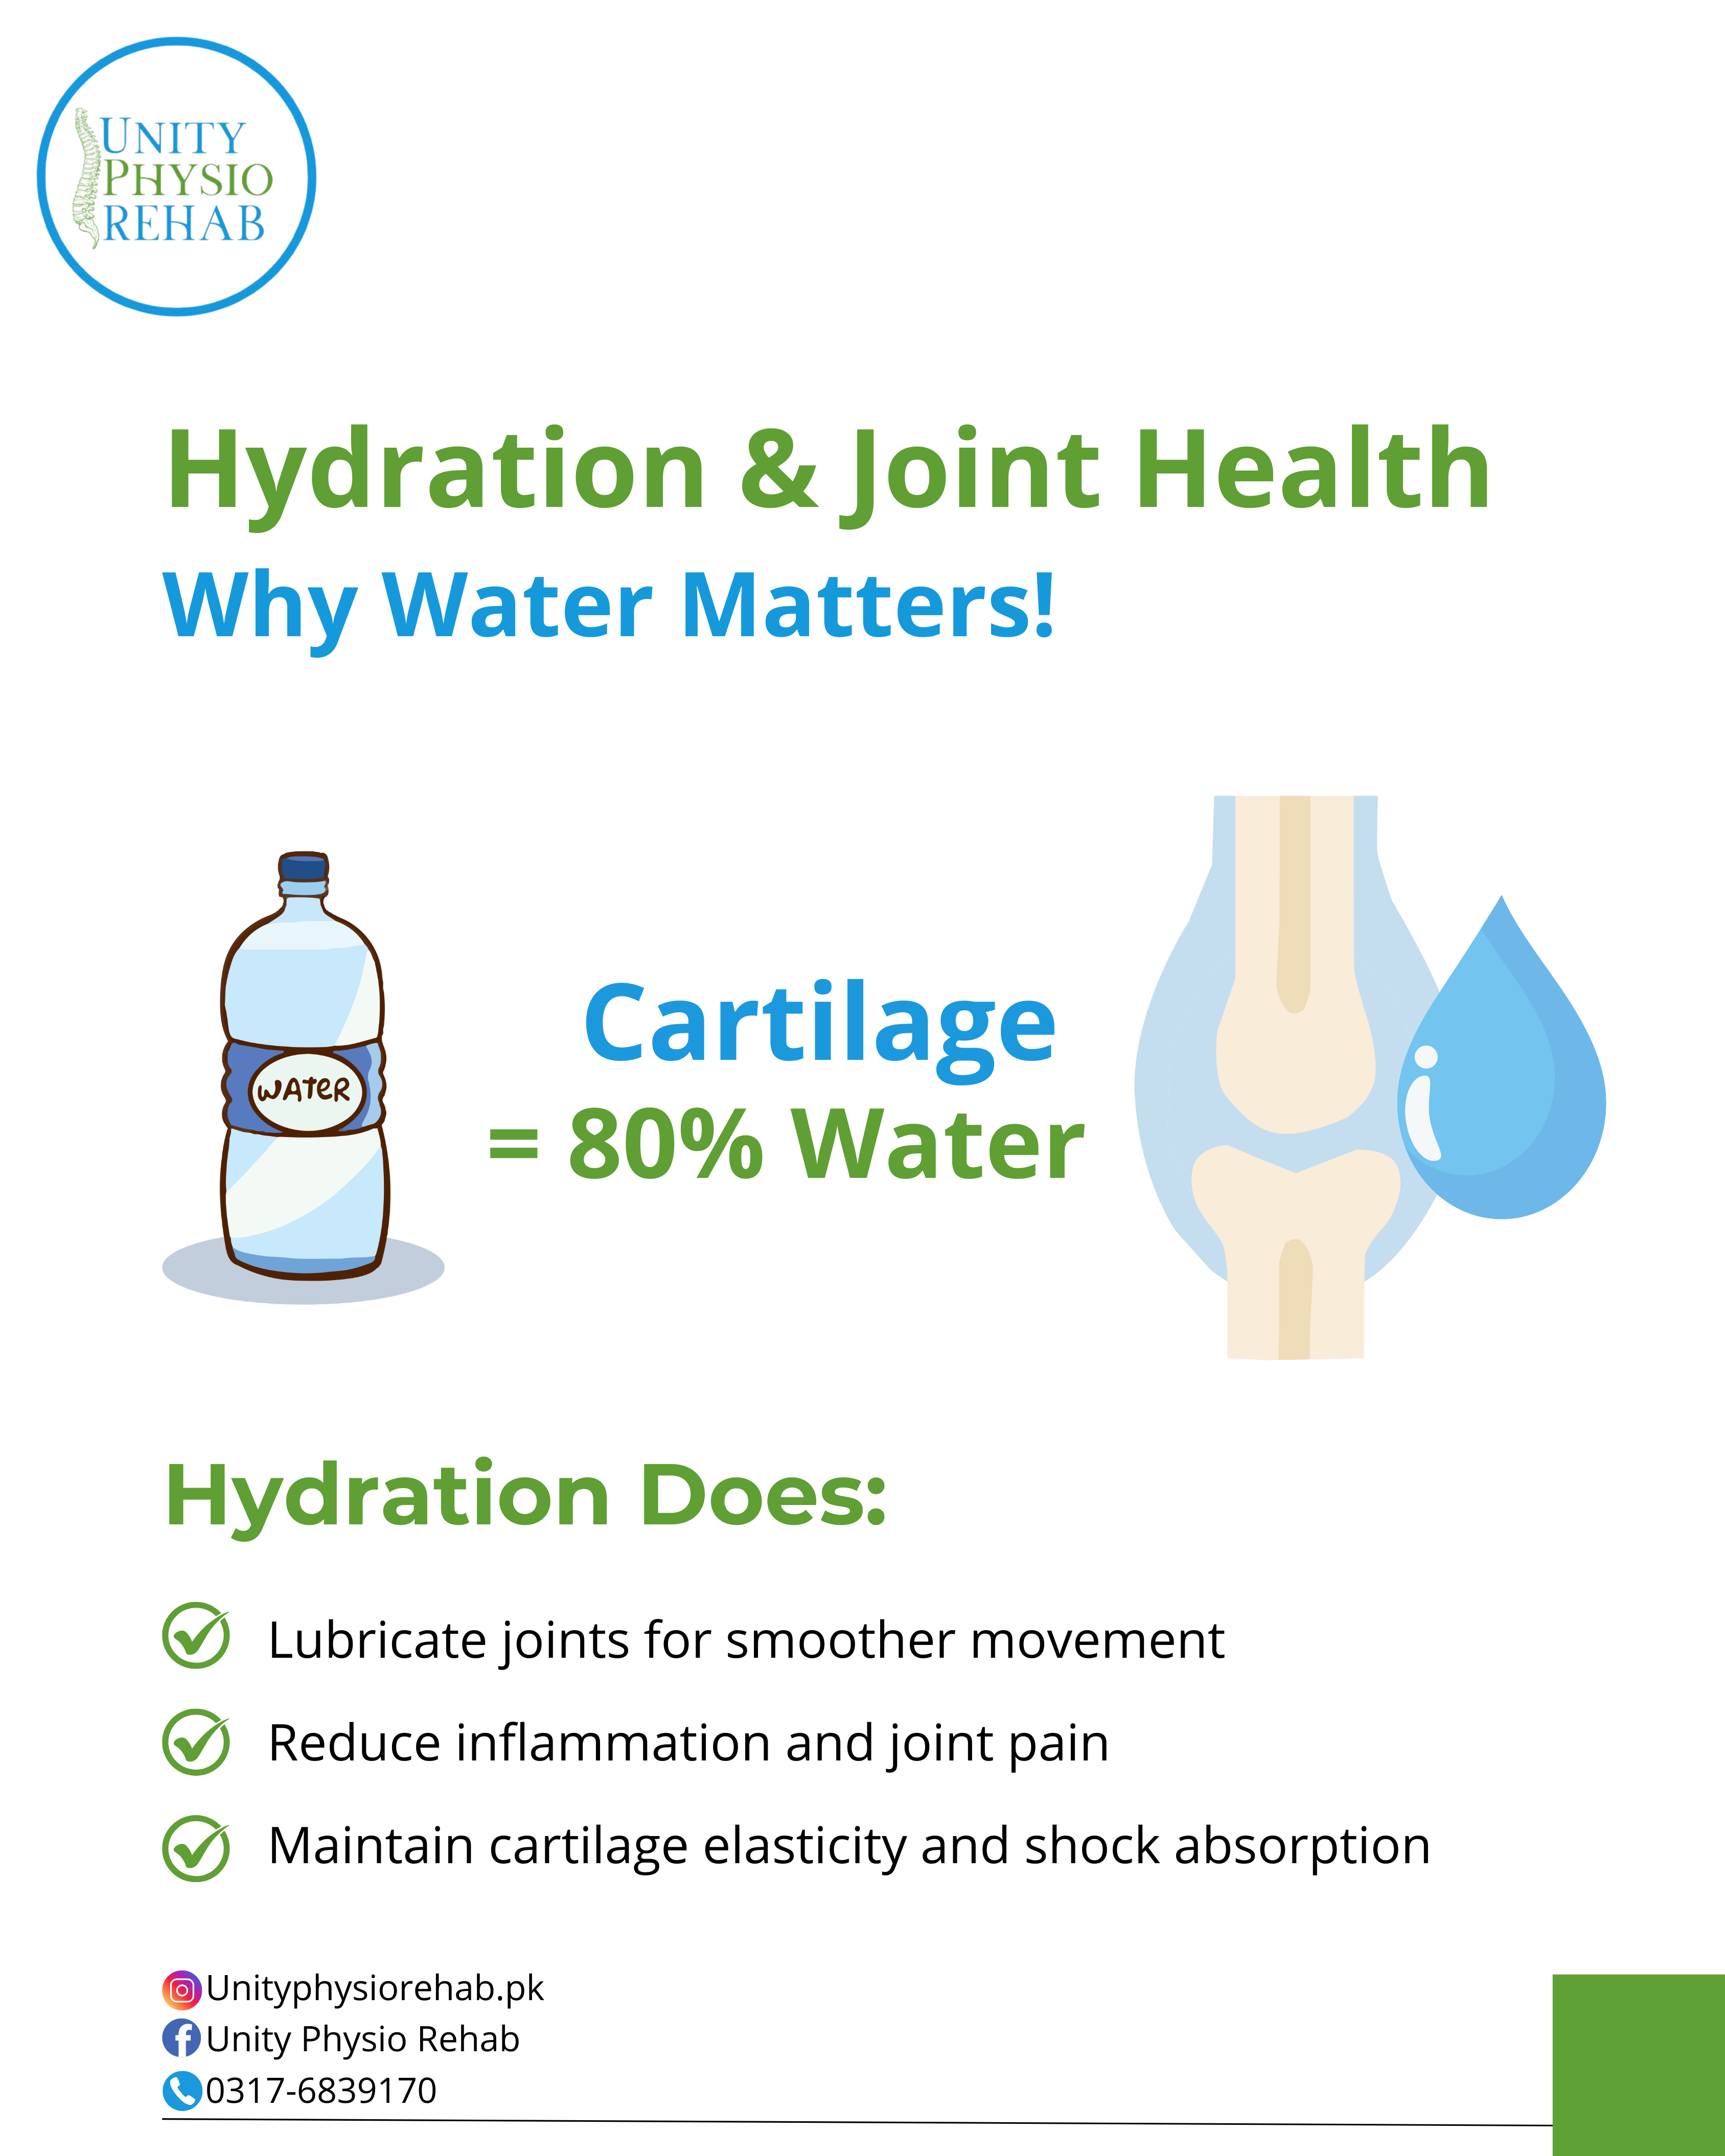 UNITY
PHYSIO
REHAB
Hydration & Joint Health
Why Water Matters!
WATER
Cartilage
= 80% Water
Hydration Does:
Lubricate joints for smoother movement
Reduce inflammation and joint pain
Maintain cartilage elasticity and shock absorption
Unityphysiorehab.pk
Unity Physio Rehab
0317-6839170